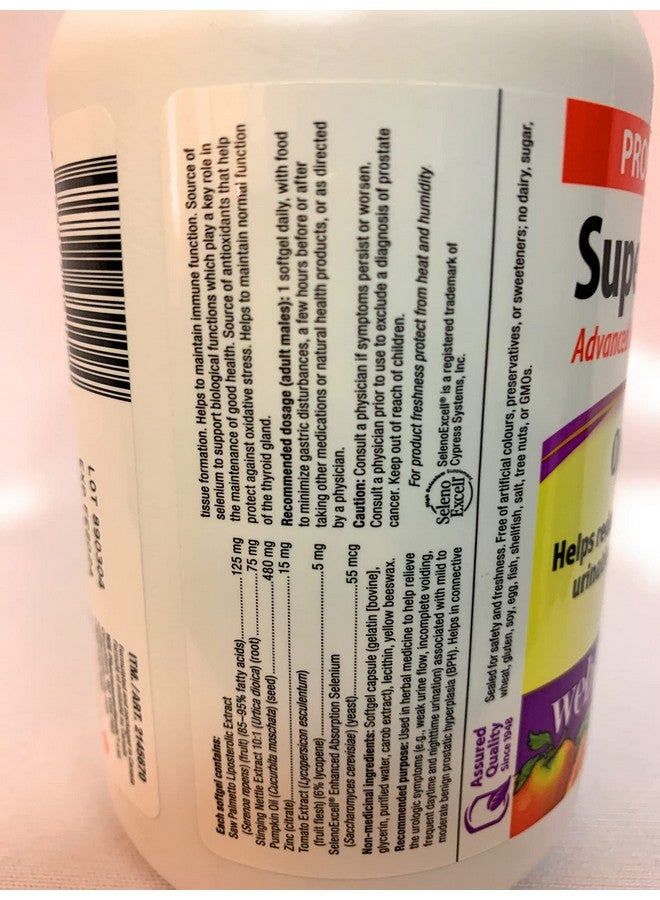 Each softgel contains:
Saw Palmetto Liposterolic Extract
(Serenoa repens) (fruit) (85–95% fatty acids)..........125 mg
Stinging Nettle Extract 10:1 (Urtica dioica) (root)..........75 mg
Pumpkin Oil (Cucurbita moschata) (seed)..........480 mg
Zinc (citrate)..........15 mg
Tomato Extract (Lycopersicon esculentum)
(fruit flesh) (6% lycopene)..........5 mg
SelenoExcell® Enhanced Absorption Selenium
(Saccharomyces cerevisiae) (yeast)..........55 mcg
Non-medicinal ingredients: Softgel capsule (gelatin [bovine],
glycerin, purified water, carob extract), lecithin, yellow beeswax.
Recommended purpose: Used in herbal medicine to help relieve
the urologic symptoms (e.g., weak urine flow, incomplete voiding,
frequent daytime and nighttime urination) associated with mild to
moderate benign prostatic hyperplasia (BPH). Helps in connective
tissue formation. Helps to maintain immune function. Source of
selenium to support biological functions which play a key role in
the maintenance of good health. Source of antioxidants that help
protect against oxidative stress. Helps to maintain normal function
of the thyroid gland.
Recommended dosage (adult males): 1 softgel daily, with food
to minimize gastric disturbances, a few hours before or after
taking other medications or natural health products, or as directed
by a physician.
Caution: Consult a physician if symptoms persist or worsen.
Consult a physician prior to use to exclude a diagnosis of prostate
cancer. Keep out of reach of children.
For product freshness protect from heat and humidity.
Seleno
Excell
SelenoExcell® is a registered trademark of
Cypress Systems, Inc.
Assured
Quality
since 1948
Sealed for safety and freshness. Free of artificial colours, preservatives, or sweeteners; no dairy, sugar,
wheat, gluten, soy, egg, fish, shellfish, salt, tree nuts, or GMOs.
PRO
Supe
Advanced
Helps red
urina
web
LOT 890304
ITM./ART. 2145670